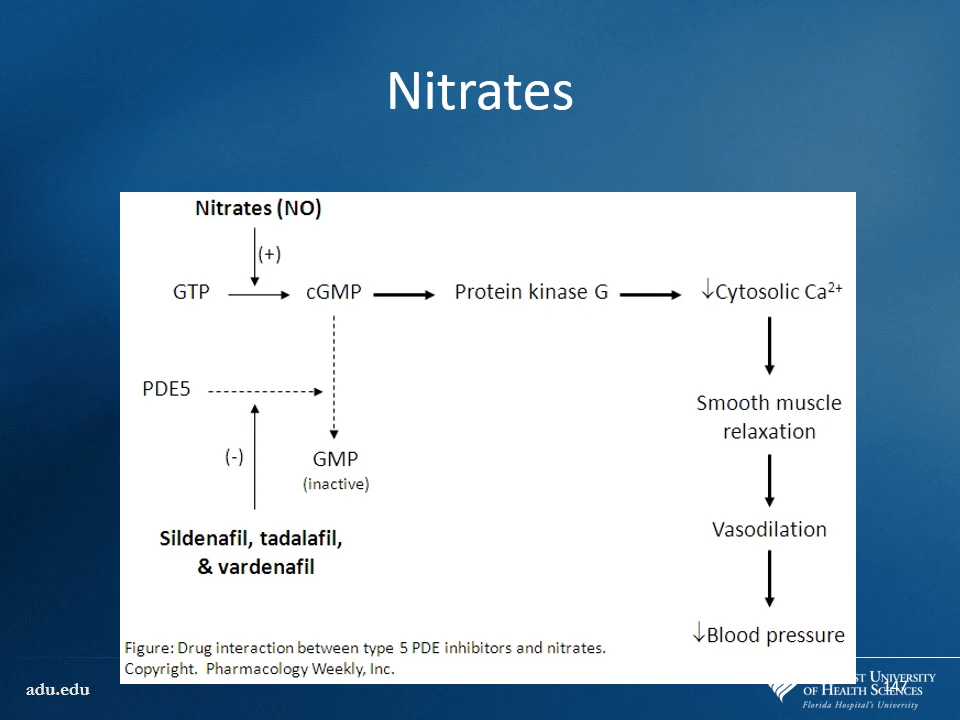 Nitrates
Nitrates (NO)
(+)
GTP
cGMP
Protein kinase G
↓Cytosolic Ca²⁺
PDE5
Smooth muscle
relaxation
(-)
GMP
(inactive)
Vasodilation
Sildenafil, tadalafil,
& vardenafil
↓Blood pressure
Figure: Drug interaction between type 5 PDE inhibitors and nitrates.
Copyright. Pharmacology Weekly, Inc.
adu.edu
147
UNIVERSITY
OF HEALTH SCIENCES
Florida Hospital's University